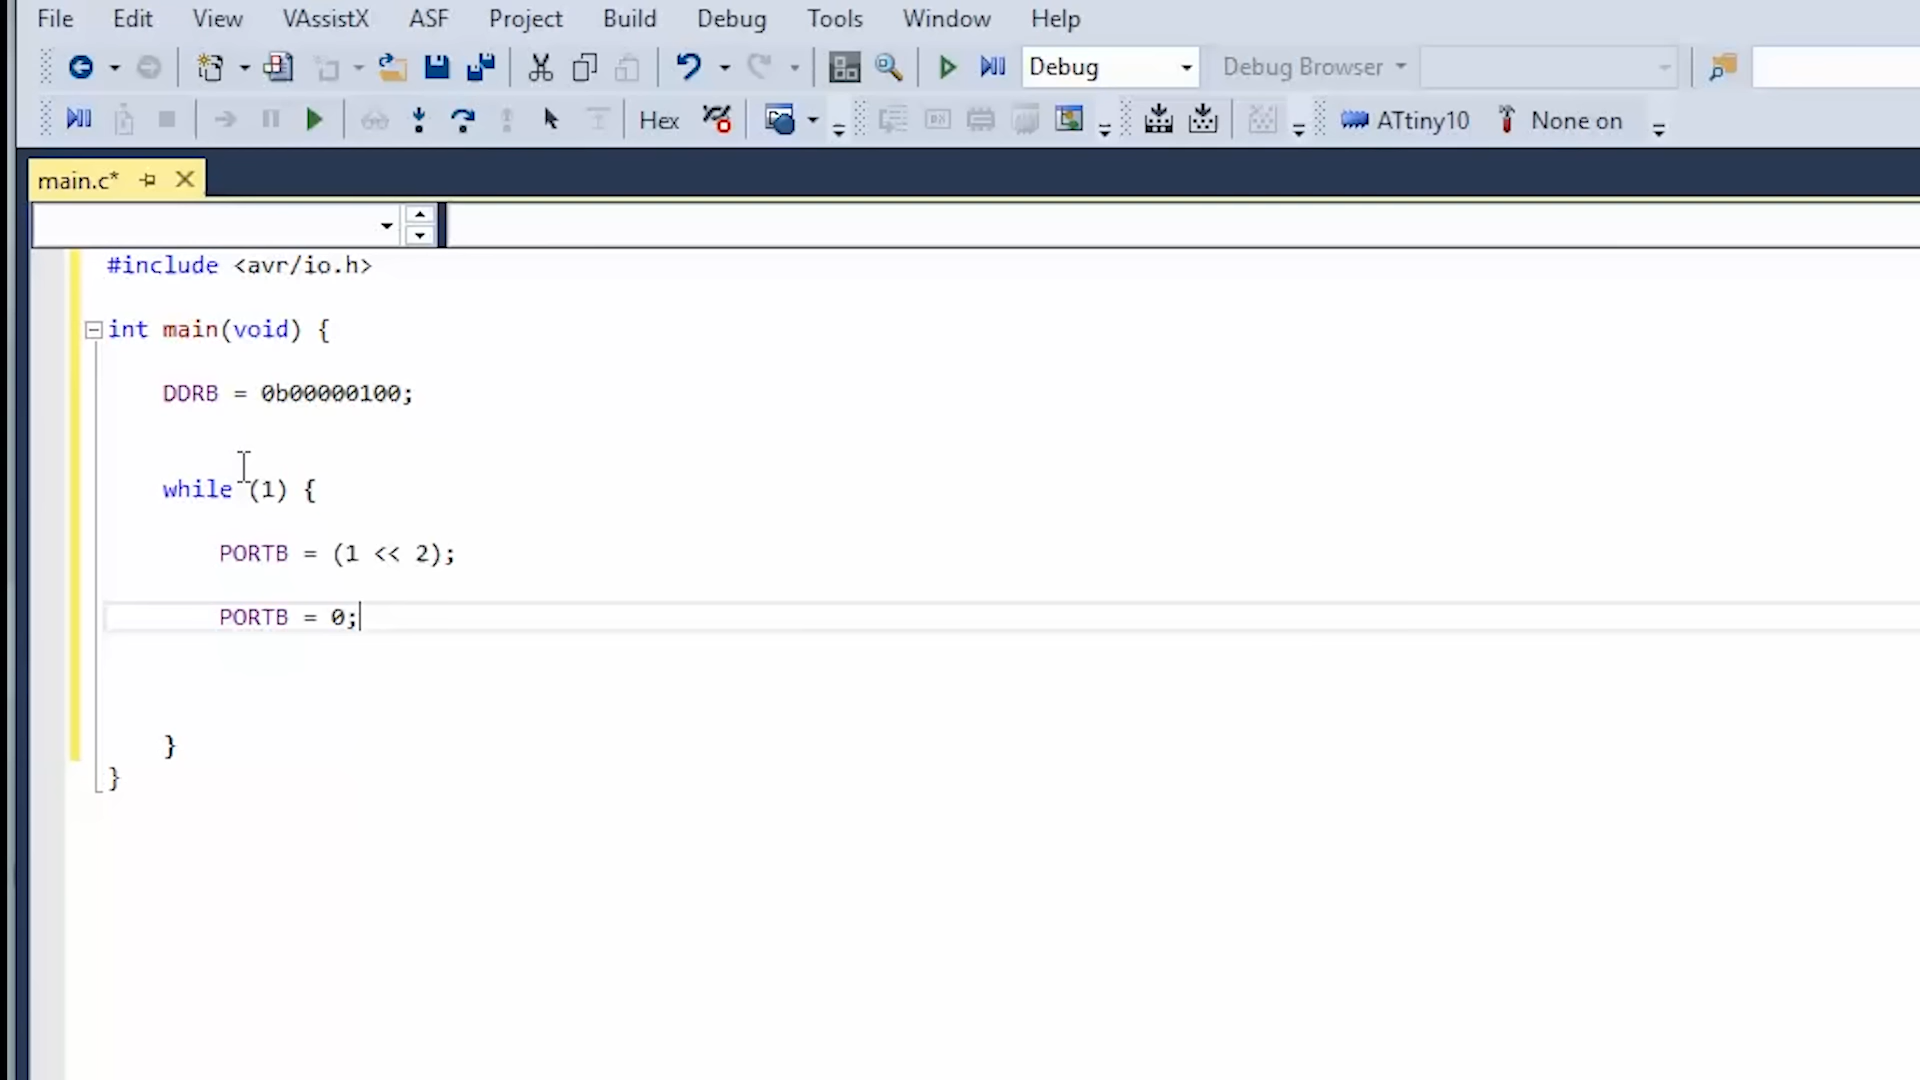 File Edit View VAssistX ASF Project Build Debug Tools Window Help
Debug Debug Browser
Hex ATtiny10 None on
main.c*
#include <avr/io.h>
int main(void) {
DDRB = 0b00000100;
while (1) {
PORTB = (1 << 2);
PORTB = 0;
}
}